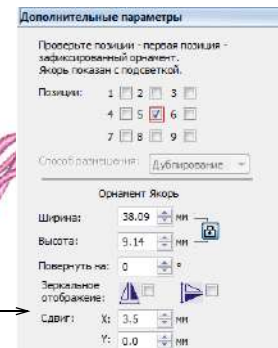 Дополнительные параметры
Проверьте позиции - первая позиция -
зафиксированный орнамент.
Якорь показан с подсветкой.
Позиции: 1 2 3
4 5 6
7 8 9
Способ размещения: Дублирование
Орнамент Якорь
Ширина: 38.09 мм
Высота: 9.14 мм
Повернуть на: 0 °
Зеркальное
отображение:
Сдвиг: X: 3.5 мм
Y: 0.0 мм